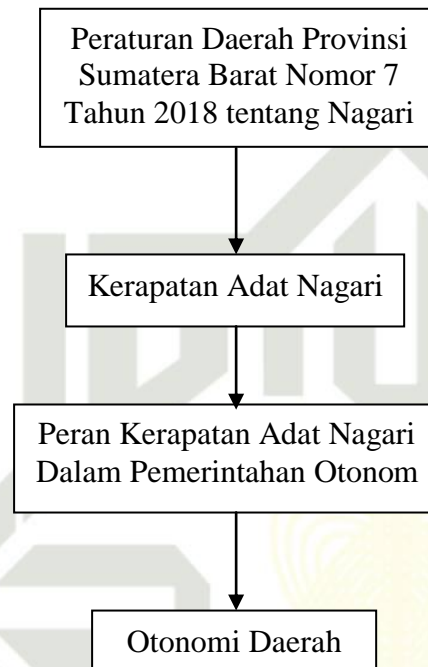 Peraturan Daerah Provinsi
Sumatera Barat Nomor 7
Tahun 2018 tentang Nagari
Kerapatan Adat Nagari
Peran Kerapatan Adat Nagari
Dalam Pemerintahan Otonom
Otonomi Daerah